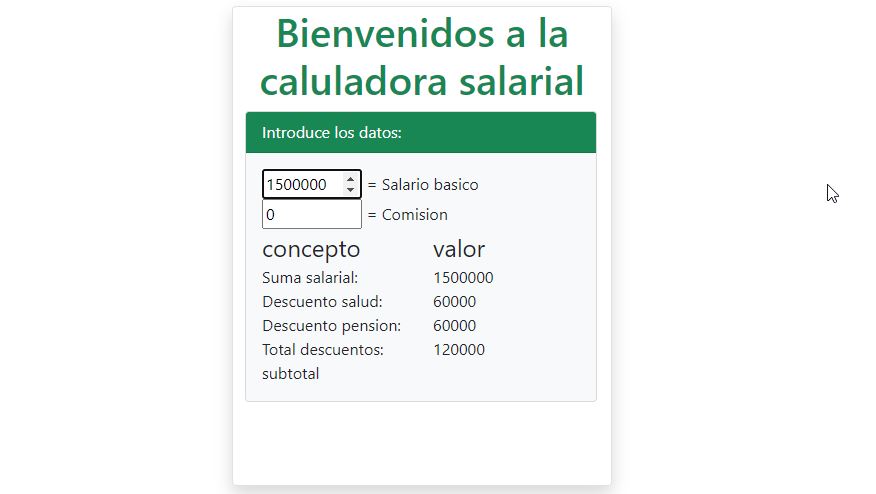 Bienvenidos a la
caluladora salarial
Introduce los datos:
1500000 = Salario basico
0 = Comision
concepto valor
Suma salarial: 1500000
Descuento salud: 60000
Descuento pension: 60000
Total descuentos: 120000
subtotal